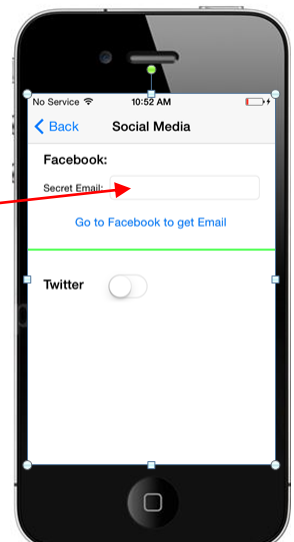 No Service 10:52 AM
Back Social Media
Facebook:
Secret Email:
Go to Facebook to get Email
Twitter